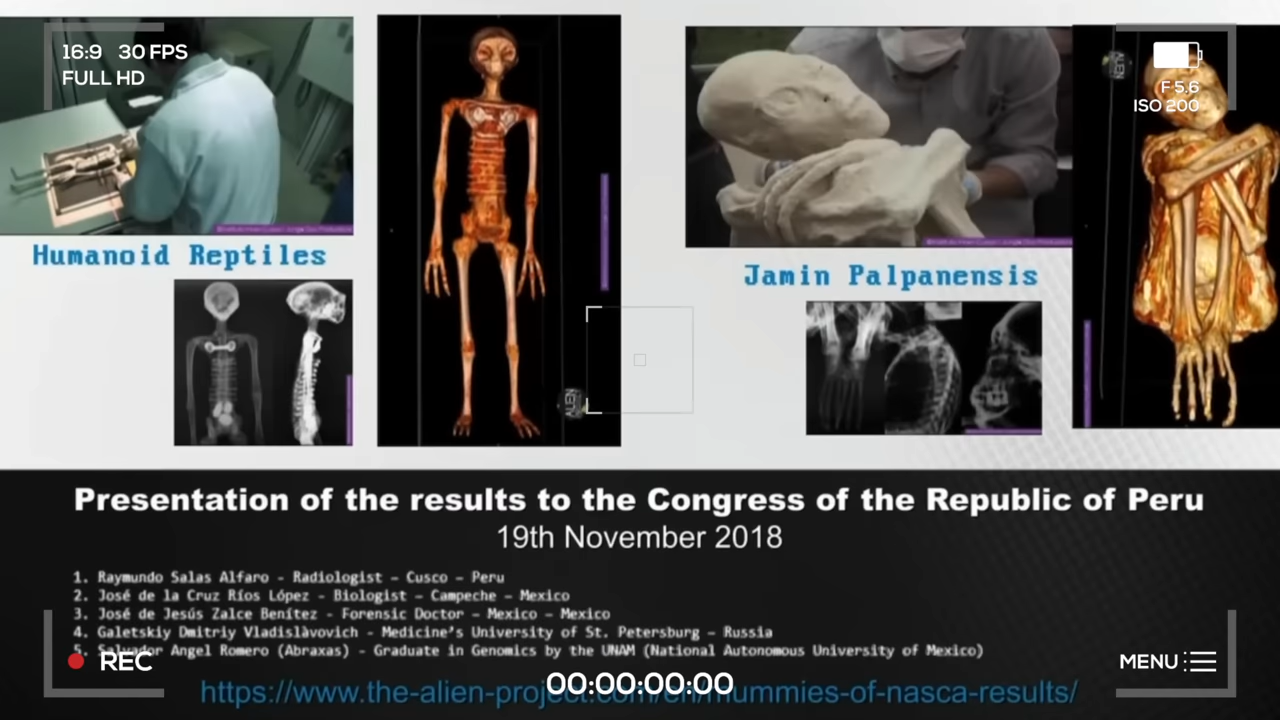 16:9 30 FPS
FULL HD
F 5.6
ISO 200
Humanoid Reptiles
Jamin Palpanensis
ALIEN
ALIEN
Presentation of the results to the Congress of the Republic of Peru
19th November 2018
1. Raymundo Salas Alfaro - Radiologist – Cusco – Peru
2. José de la Cruz Ríos López - Biologist – Campeche – Mexico
3. José de Jesús Zalce Benítez - Forensic Doctor – Mexico – Mexico
4. Galetskiy Dmitriy Vladislàvovich - Medicine's University of St. Petersburg – Russia
5. Salvador Angel Romero (Abraxas) - Graduate in Genomics by the UNAM (National Autonomous University of Mexico)
REC
MENU
00:00:00:00
https://www.the-alien-project.com/en/mummies-of-nasca-results/